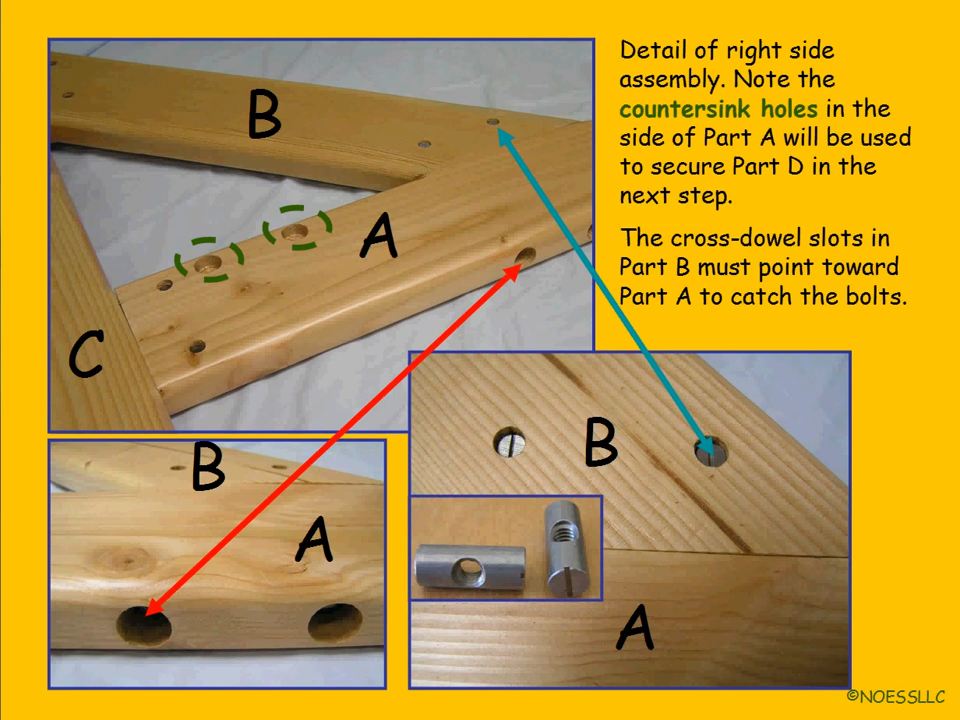 Detail of right side
assembly. Note the
countersink holes in the
side of Part A will be used
to secure Part D in the
next step.
The cross-dowel slots in
Part B must point toward
Part A to catch the bolts.
B
A
C
B
A
B
A
©NOESSLLC